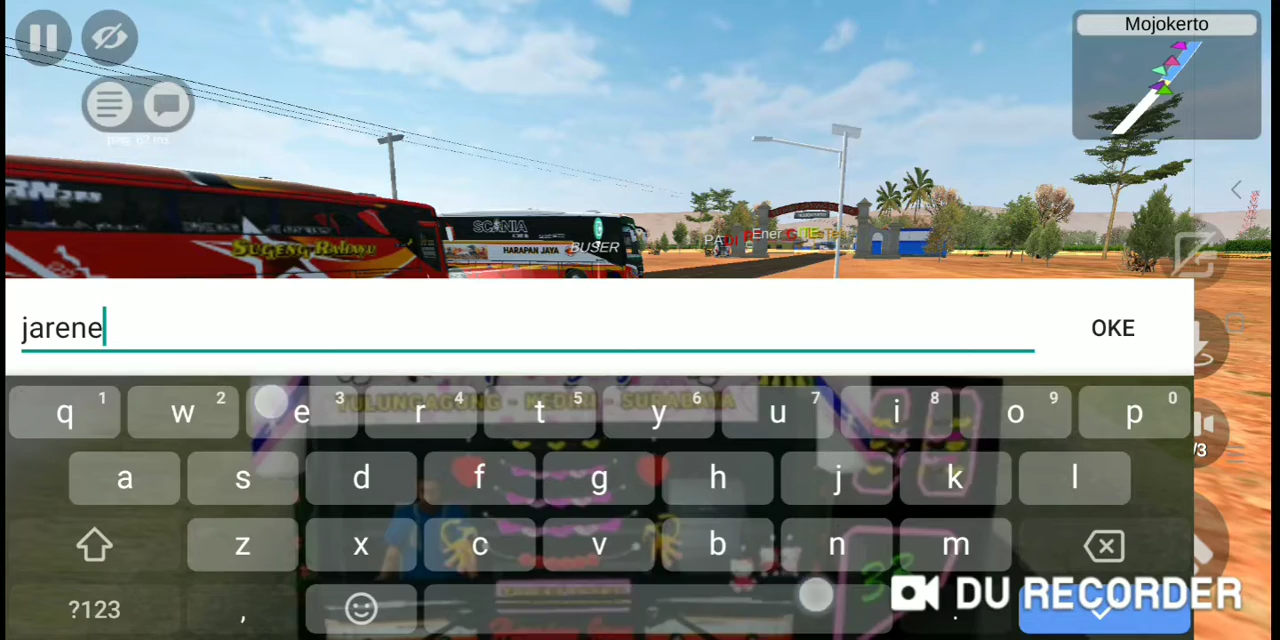 Mojokerto
SCANIA
HARAPAN JAYA
BUSER
SUGENG RAHAYU
jarene
OKE
TULUNGAGUNG - KEDIRI - SURABAYA
q 1 w 2 e 3 r 4 t 5 y 6 u 7 i 8 o 9 p 0
a s d f g h j k l
z x c v b n m
?123 , .
/3
DU RECORDER